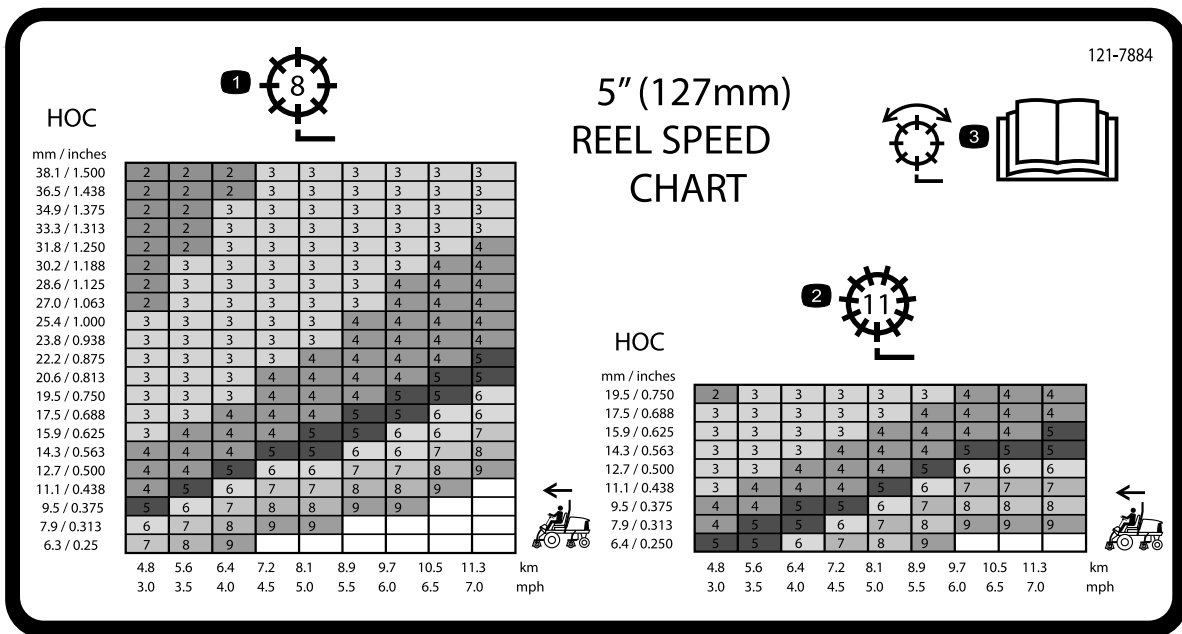 121-7884
5" (127mm)
REEL SPEED
CHART
1
8
3
HOC
mm / inches
38.1 / 1.500 2 2 2 3 3 3 3 3 3
36.5 / 1.438 2 2 2 3 3 3 3 3 3
34.9 / 1.375 2 2 3 3 3 3 3 3 3
33.3 / 1.313 2 2 3 3 3 3 3 3 3
31.8 / 1.250 2 2 3 3 3 3 3 3 4
30.2 / 1.188 2 3 3 3 3 3 3 4 4
28.6 / 1.125 2 3 3 3 3 3 4 4 4
27.0 / 1.063 2 3 3 3 3 3 4 4 4
25.4 / 1.000 3 3 3 3 3 4 4 4 4
23.8 / 0.938 3 3 3 3 3 4 4 4 4
22.2 / 0.875 3 3 3 3 4 4 4 4 5
20.6 / 0.813 3 3 3 4 4 4 4 5 5
19.5 / 0.750 3 3 3 4 4 4 5 5 6
17.5 / 0.688 3 3 4 4 4 5 5 6 6
15.9 / 0.625 3 4 4 4 5 5 6 6 7
14.3 / 0.563 4 4 4 5 5 6 6 7 8
12.7 / 0.500 4 4 5 6 6 7 7 8 9
11.1 / 0.438 4 5 6 7 7 8 8 9
9.5 / 0.375 5 6 7 8 8 9 9
7.9 / 0.313 6 7 8 9 9
6.3 / 0.25 7 8 9
4.8 5.6 6.4 7.2 8.1 8.9 9.7 10.5 11.3 km
3.0 3.5 4.0 4.5 5.0 5.5 6.0 6.5 7.0 mph
2
11
HOC
mm / inches
19.5 / 0.750 2 3 3 3 3 3 4 4 4
17.5 / 0.688 3 3 3 3 3 4 4 4 4
15.9 / 0.625 3 3 3 3 4 4 4 4 5
14.3 / 0.563 3 3 3 4 4 4 5 5 5
12.7 / 0.500 3 3 4 4 4 5 6 6 6
11.1 / 0.438 3 4 4 4 5 6 7 7 7
9.5 / 0.375 4 4 5 5 6 7 8 8 8
7.9 / 0.313 4 5 5 6 7 8 9 9 9
6.4 / 0.250 5 5 6 7 8 9
4.8 5.6 6.4 7.2 8.1 8.9 9.7 10.5 11.3 km
3.0 3.5 4.0 4.5 5.0 5.5 6.0 6.5 7.0 mph